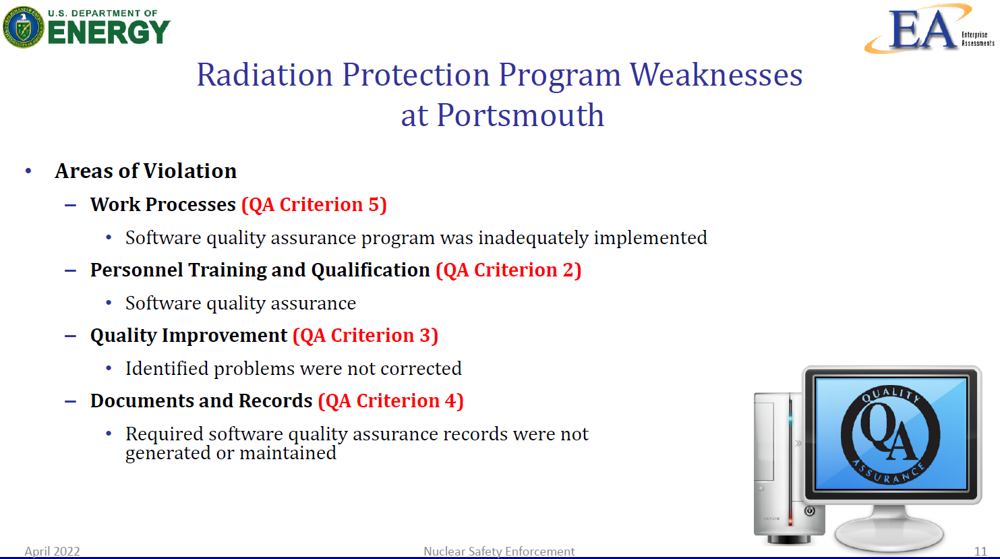 U.S. DEPARTMENT OF
ENERGY
EA Enterprise
Assessments
Radiation Protection Program Weaknesses
at Portsmouth
• Areas of Violation
– Work Processes (QA Criterion 5)
• Software quality assurance program was inadequately implemented
– Personnel Training and Qualification (QA Criterion 2)
• Software quality assurance
– Quality Improvement (QA Criterion 3)
• Identified problems were not corrected
– Documents and Records (QA Criterion 4)
• Required software quality assurance records were not
generated or maintained
QUALITY
QA
ASSURANCE
April 2022
Nuclear Safety Enforcement
11